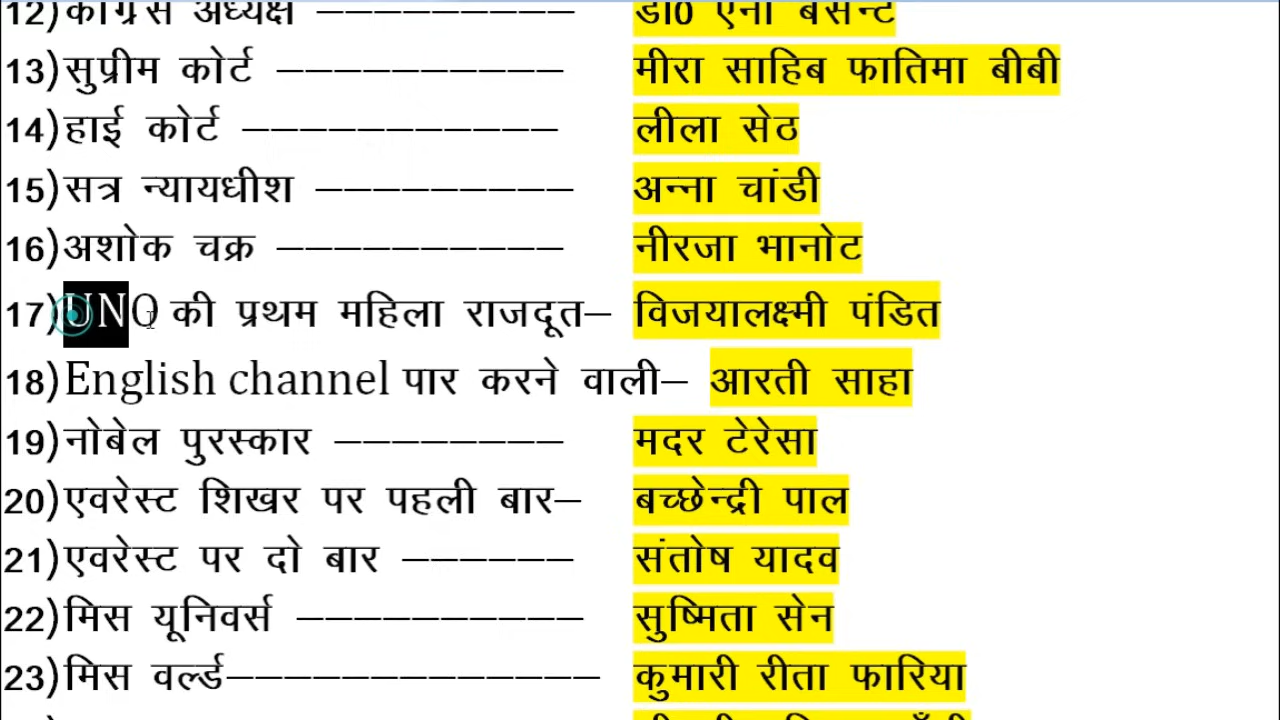 12) कांग्रेस अध्यक्ष ––––––––– डॉ0 एनी बेसेन्ट
13) सुप्रीम कोर्ट –––––––––– मीरा साहिब फातिमा बीबी
14) हाई कोर्ट ––––––––––– लीला सेठ
15) सत्र न्यायधीश ––––––––– अन्ना चांडी
16) अशोक चक्र –––––––––– नीरजा भानोट
17) UNO की प्रथम महिला राजदूत– विजयालक्ष्मी पंडित
18) English channel पार करने वाली– आरती साहा
19) नोबेल पुरस्कार –––––––– मदर टेरेसा
20) एवरेस्ट शिखर पर पहली बार– बच्छेन्द्री पाल
21) एवरेस्ट पर दो बार –––––– संतोष यादव
22) मिस यूनिवर्स –––––––––– सुष्मिता सेन
23) मिस वर्ल्ड––––––––––––– कुमारी रीता फारिया